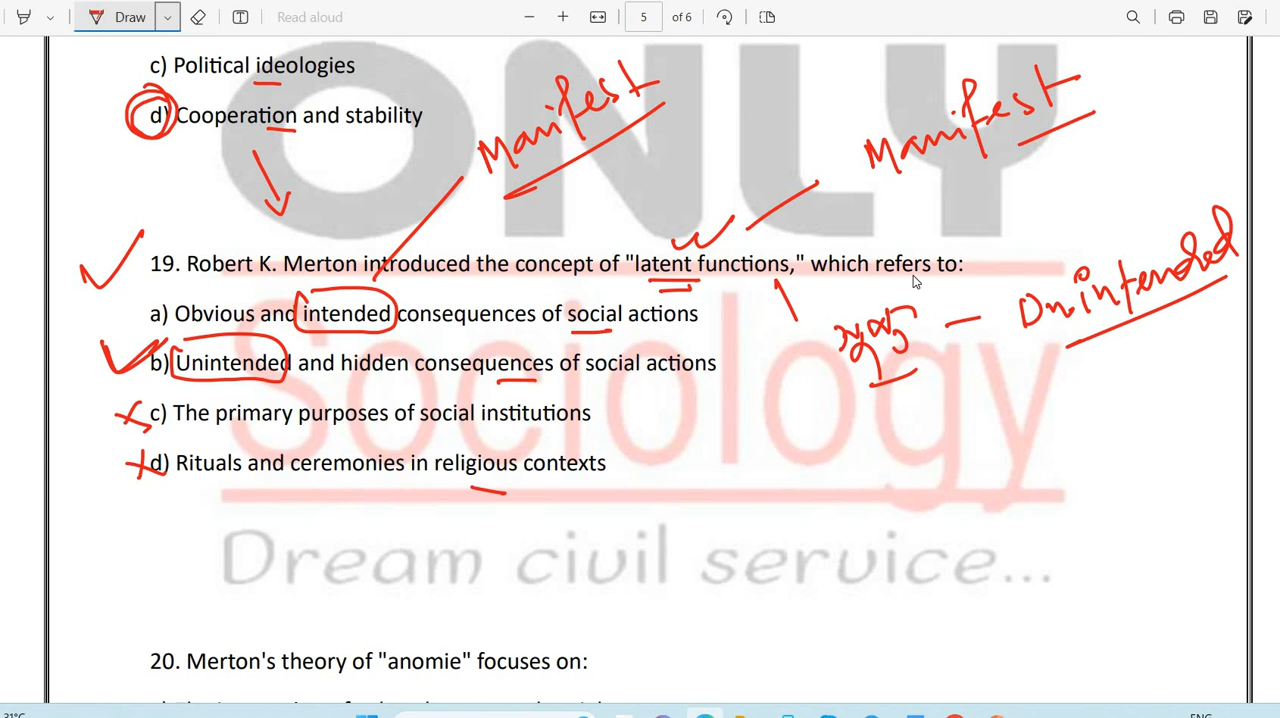 Draw
Read aloud
5
of 6
c) Political ideologies
d) Cooperation and stability
Manifest
Manifest
19. Robert K. Merton introduced the concept of "latent functions," which refers to:
a) Obvious and intended consequences of social actions
Unintended
b) Unintended and hidden consequences of social actions
c) The primary purposes of social institutions
d) Rituals and ceremonies in religious contexts
ONLY
Sociology
Dream civil service...
20. Merton's theory of "anomie" focuses on:
31°C
ENG